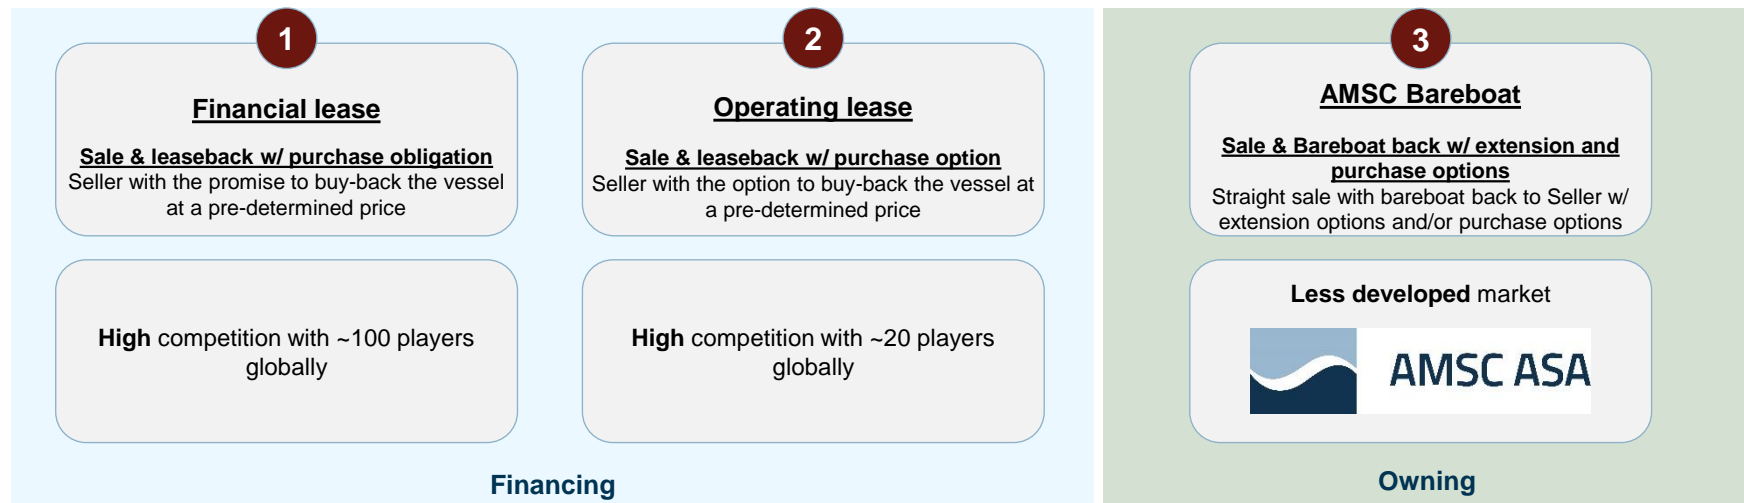 1
Financial lease
Sale & leaseback w/ purchase obligation
Seller with the promise to buy-back the vessel
at a pre-determined price
High competition with ~100 players
globally
2
Operating lease
Sale & leaseback w/ purchase option
Seller with the option to buy-back the vessel at
a pre-determined price
High competition with ~20 players
globally
Financing
3
AMSC Bareboat
Sale & Bareboat back w/ extension and
purchase options
Straight sale with bareboat back to Seller w/
extension options and/or purchase options
Less developed market
AMSC ASA
Owning